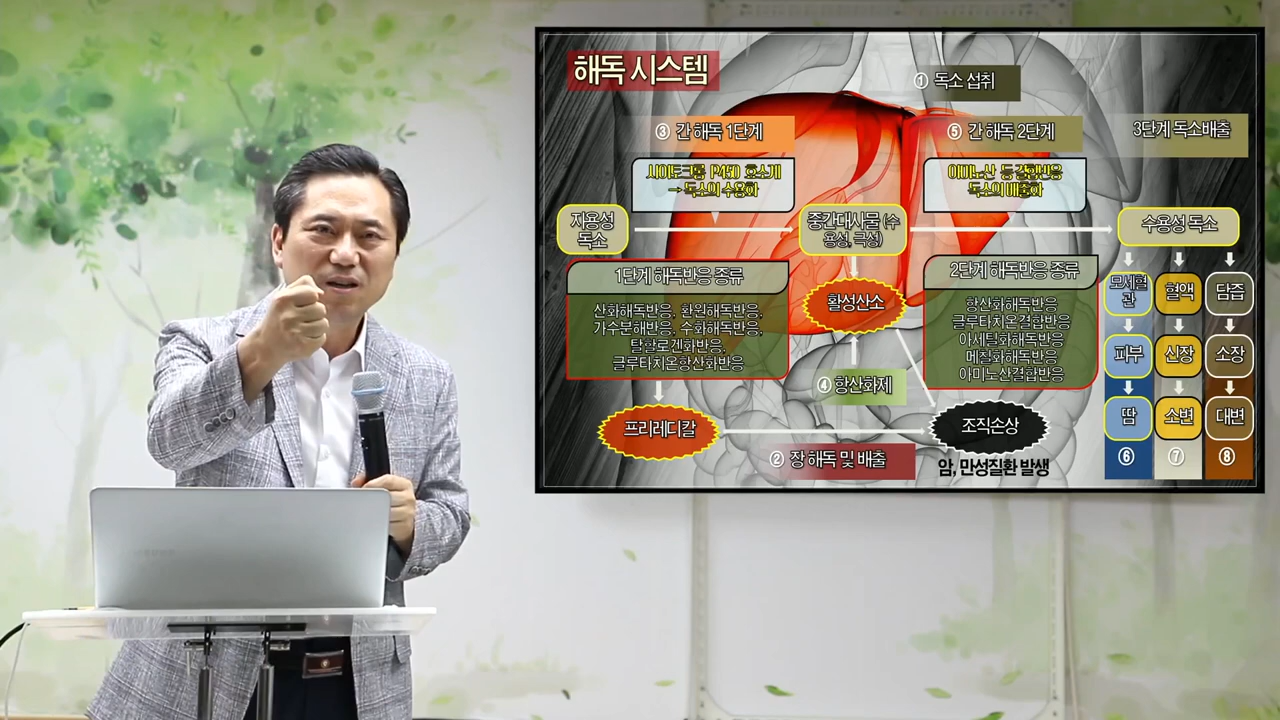 해독 시스템
① 독소 섭취
③ 간 해독 1단계
⑤ 간 해독 2단계
3단계 독소배출
사이토크롬 P450 효소계
→ 독소의 수용화
아미노산 등 결합반응
독소의 배출화
지용성
독소
중간대사물 (수
용성, 극성)
수용성 독소
1단계 해독반응 종류
산화해독반응, 환원해독반응,
가수분해반응, 수화해독반응,
탈할로겐화반응,
글루타치온항산화반응
활성산소
2단계 해독반응 종류
항산화해독반응
글루타치온결합반응
아세틸화해독반응
메칠화해독반응
아미노산결합반응
모세혈
관
혈액
담즙
피부
신장
소장
땀
소변
대변
⑥
⑦
⑧
④ 항산화제
프리레디칼
조직손상
② 장 해독 및 배출
암, 만성질환 발생